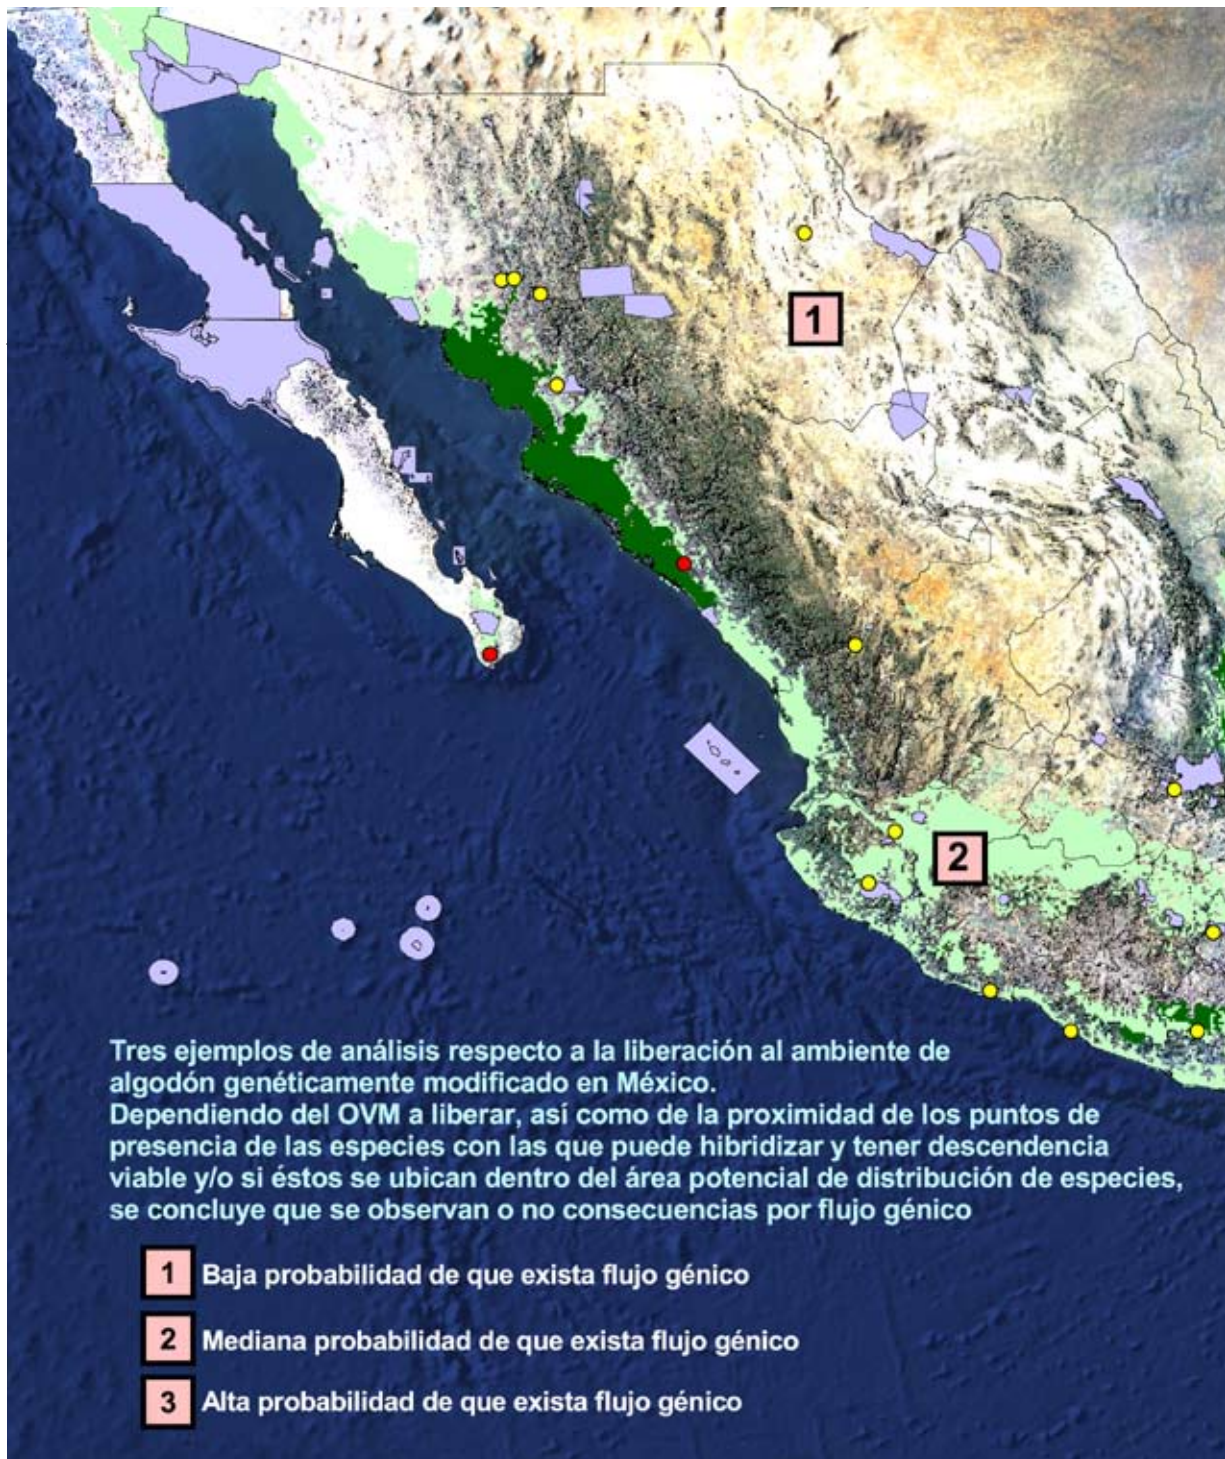 1
2
Tres ejemplos de análisis respecto a la liberación al ambiente de
algodón genéticamente modificado en México.
Dependiendo del OVM a liberar, así como de la proximidad de los puntos de
presencia de las especies con las que puede hibridizar y tener descendencia
viable y/o si éstos se ubican dentro del área potencial de distribución de especies,
se concluye que se observan o no consecuencias por flujo génico
1 Baja probabilidad de que exista flujo génico
2 Mediana probabilidad de que exista flujo génico
3 Alta probabilidad de que exista flujo génico